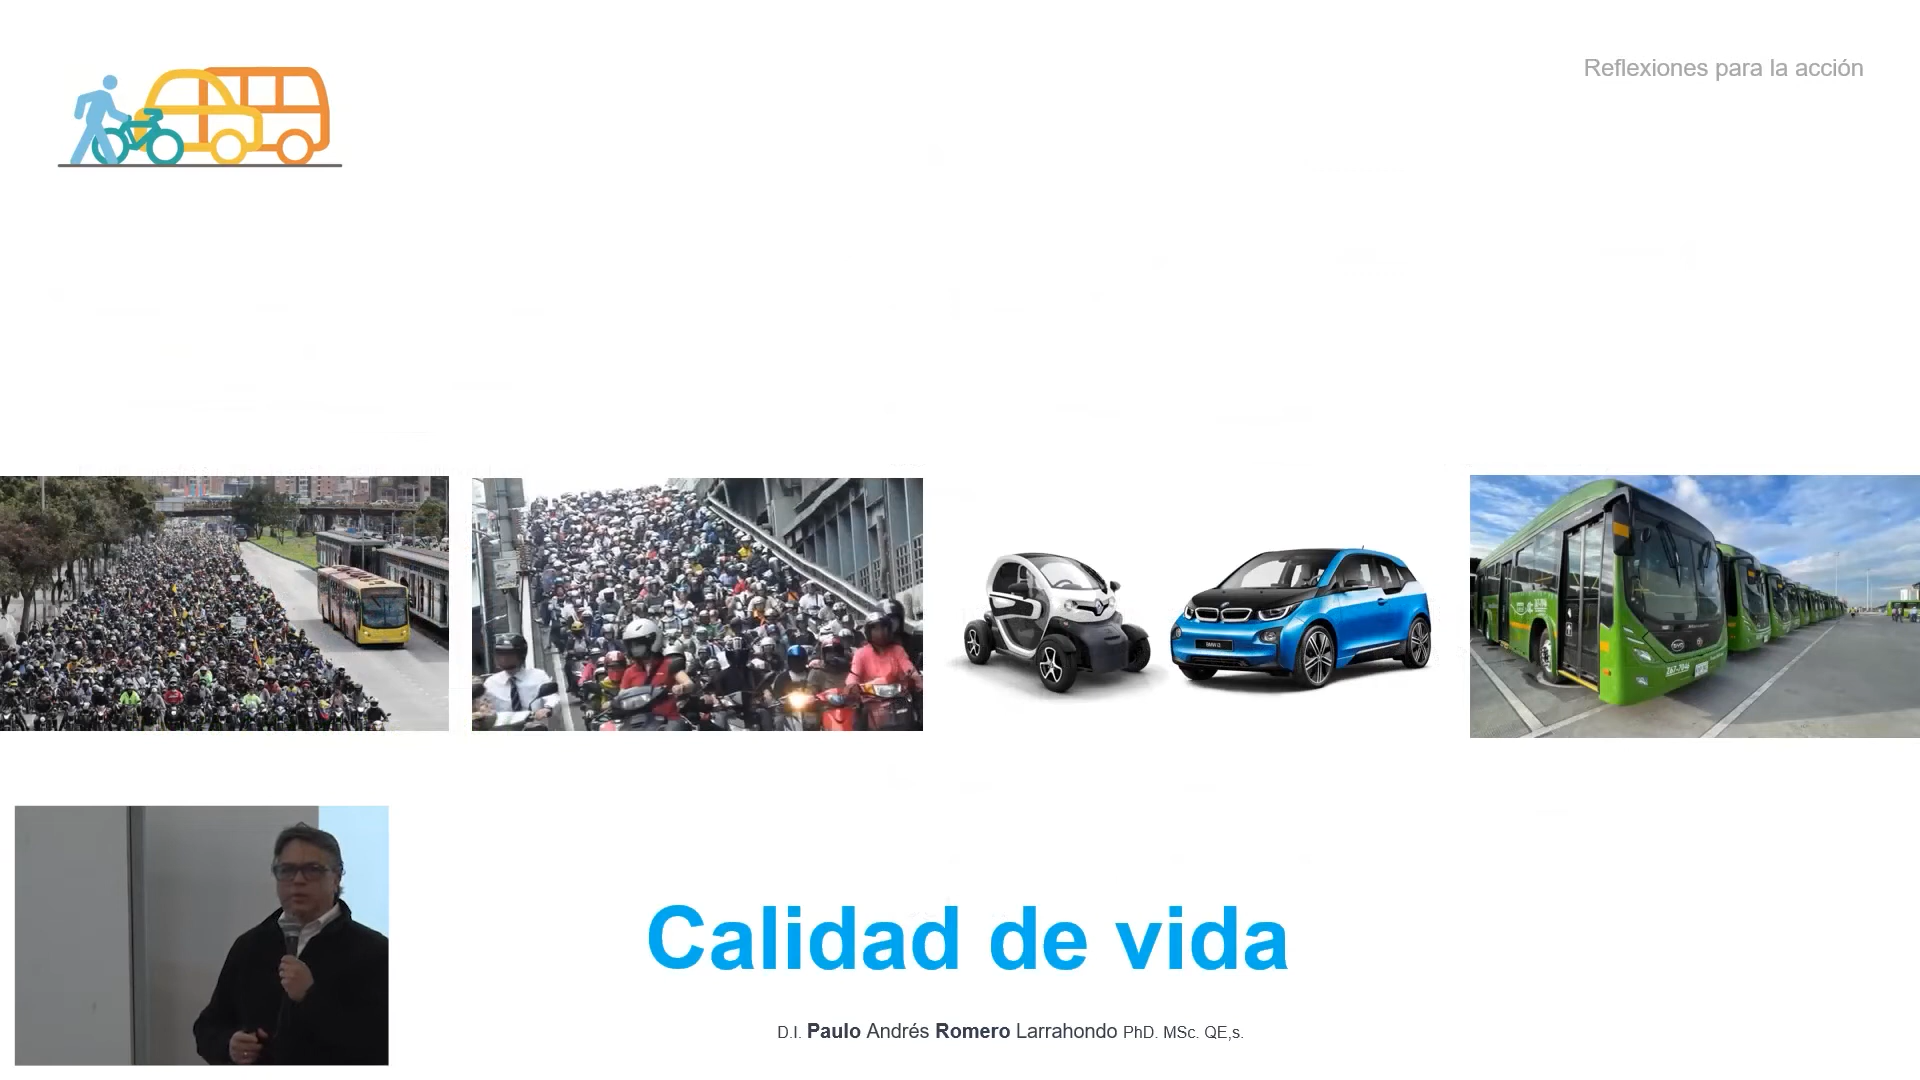 Reflexiones para la acción
Calidad de vida
D.I. Paulo Andrés Romero Larrahondo PhD. MSc. QE,s.